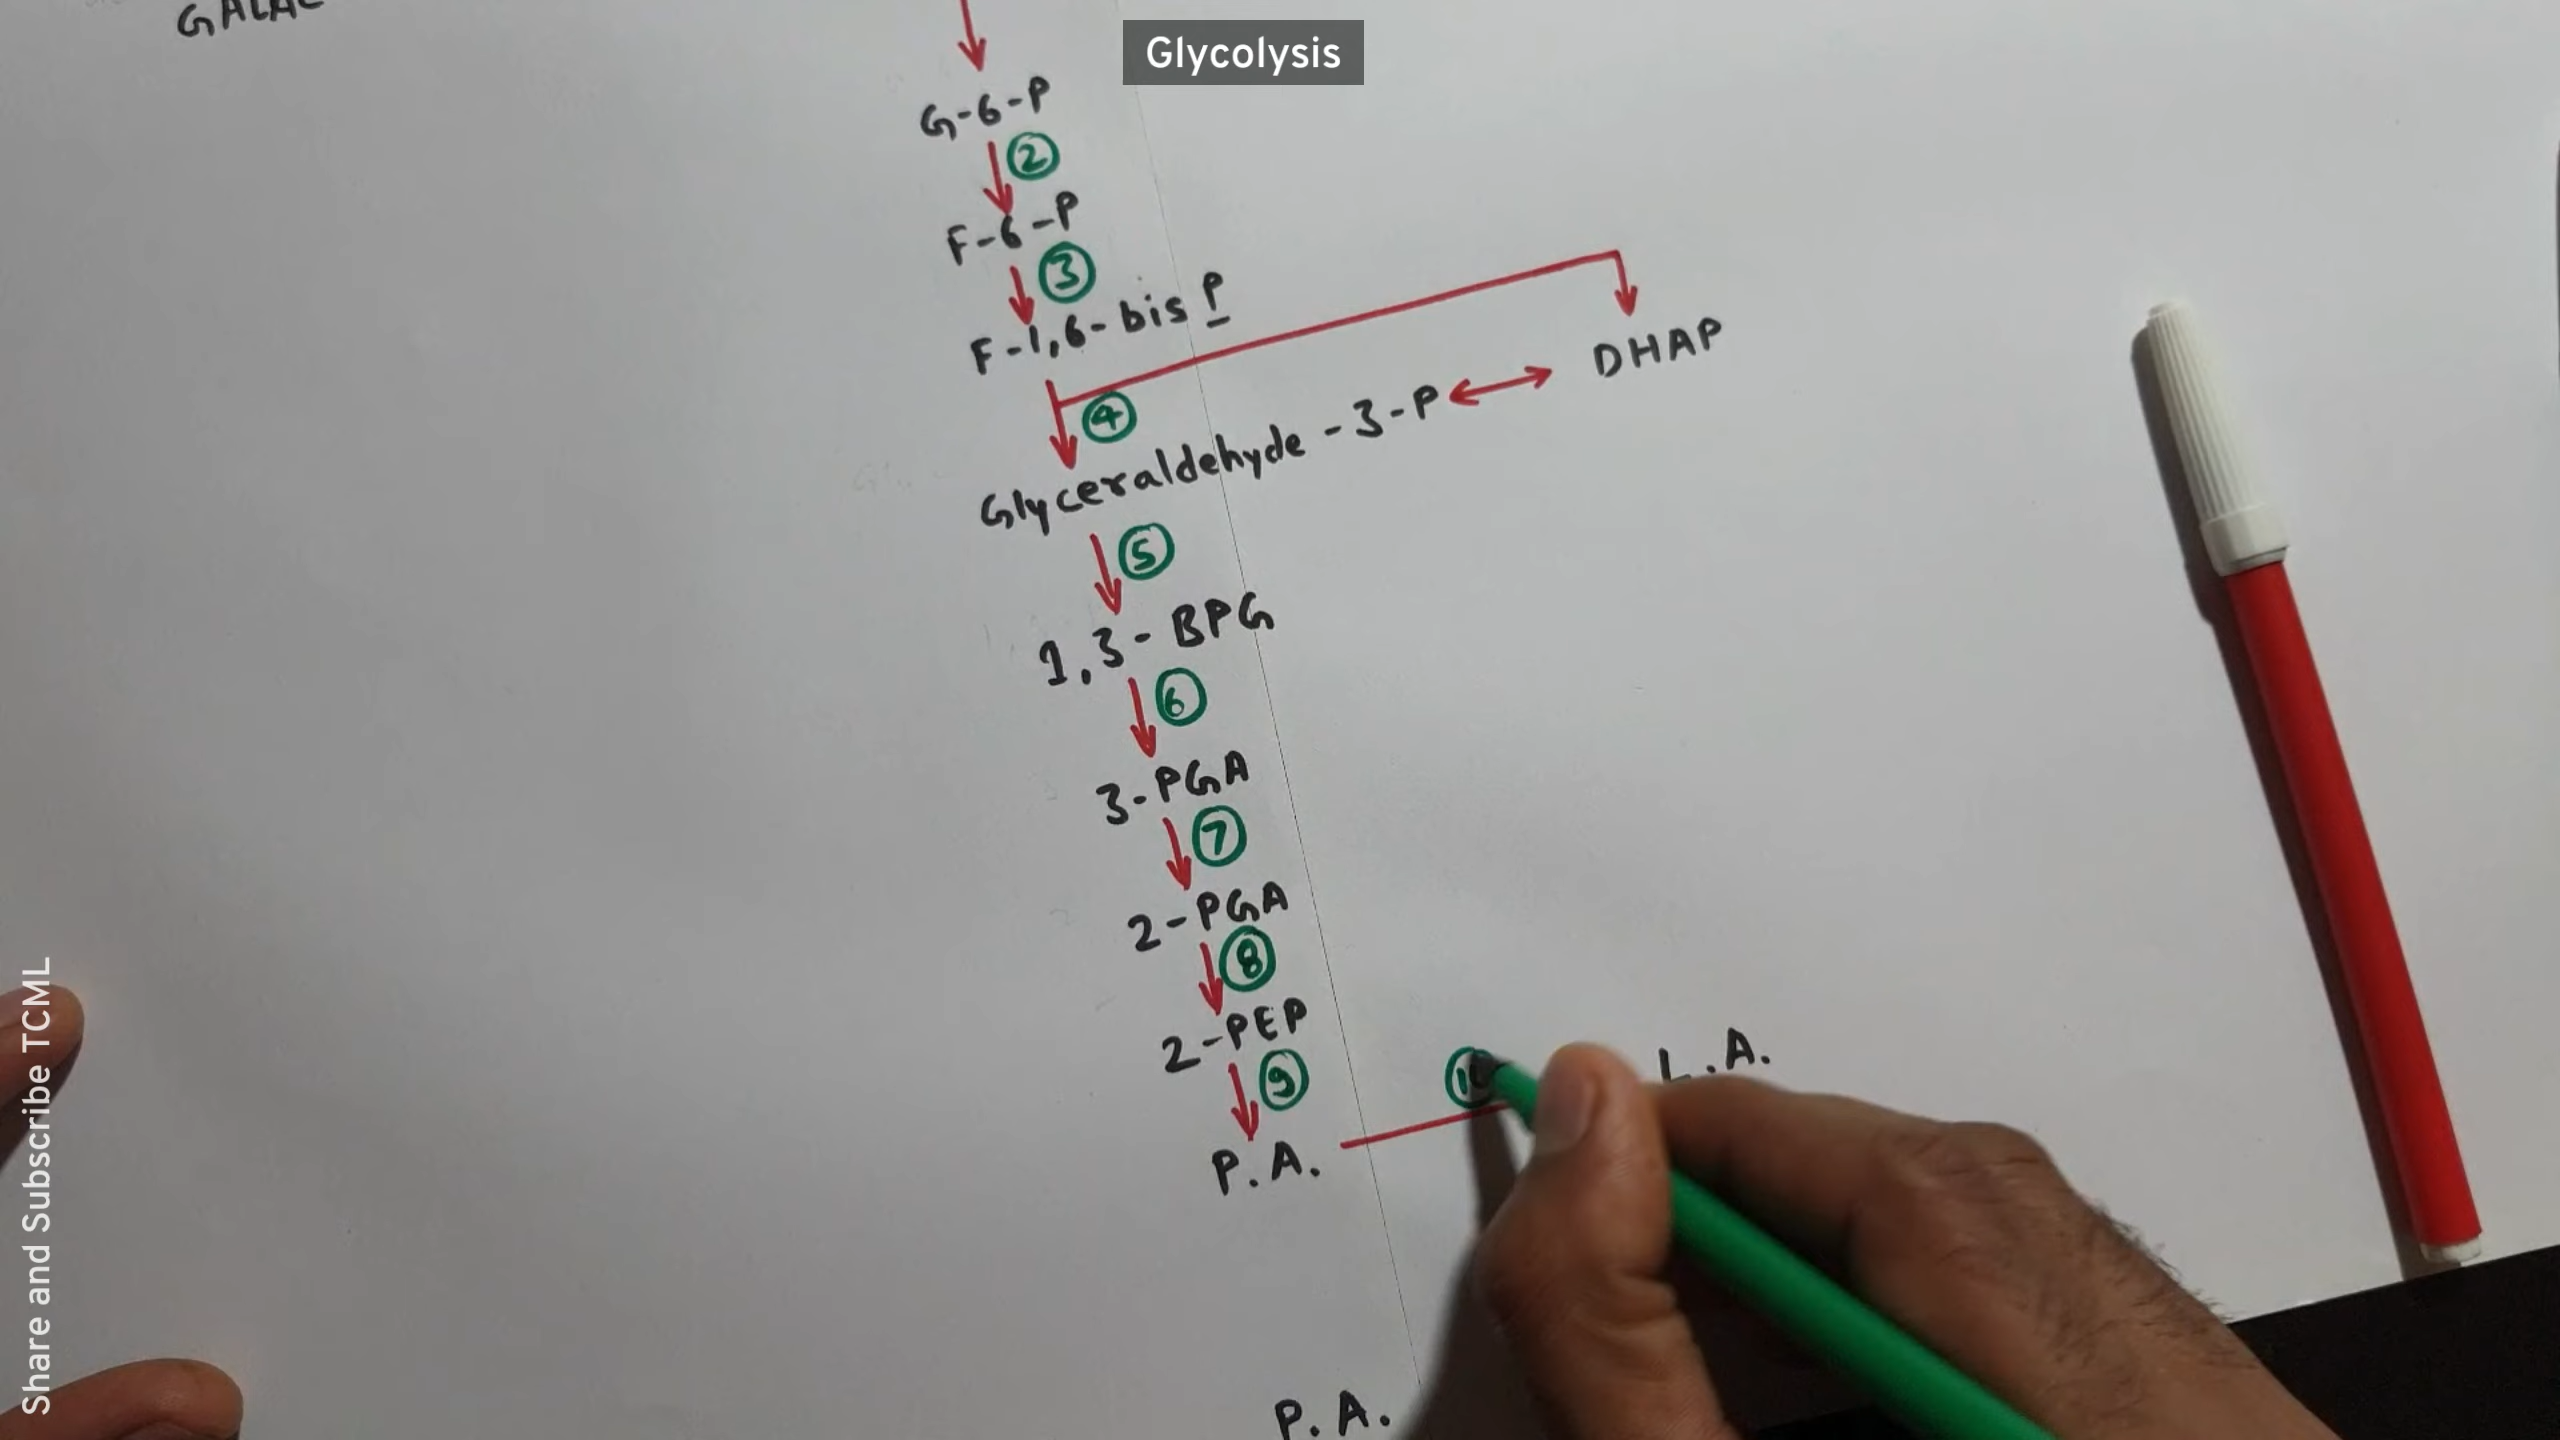 Glycolysis
G-6-P
②
F-6-P
③
F-1,6-bis P
④
DHAP
Glyceraldehyde-3-P
⑤
1,3-BPG
⑥
3-PGA
⑦
2-PGA
⑧
2-PEP
⑨
L.A.
P.A.
P.A.
Share and Subscribe TCML